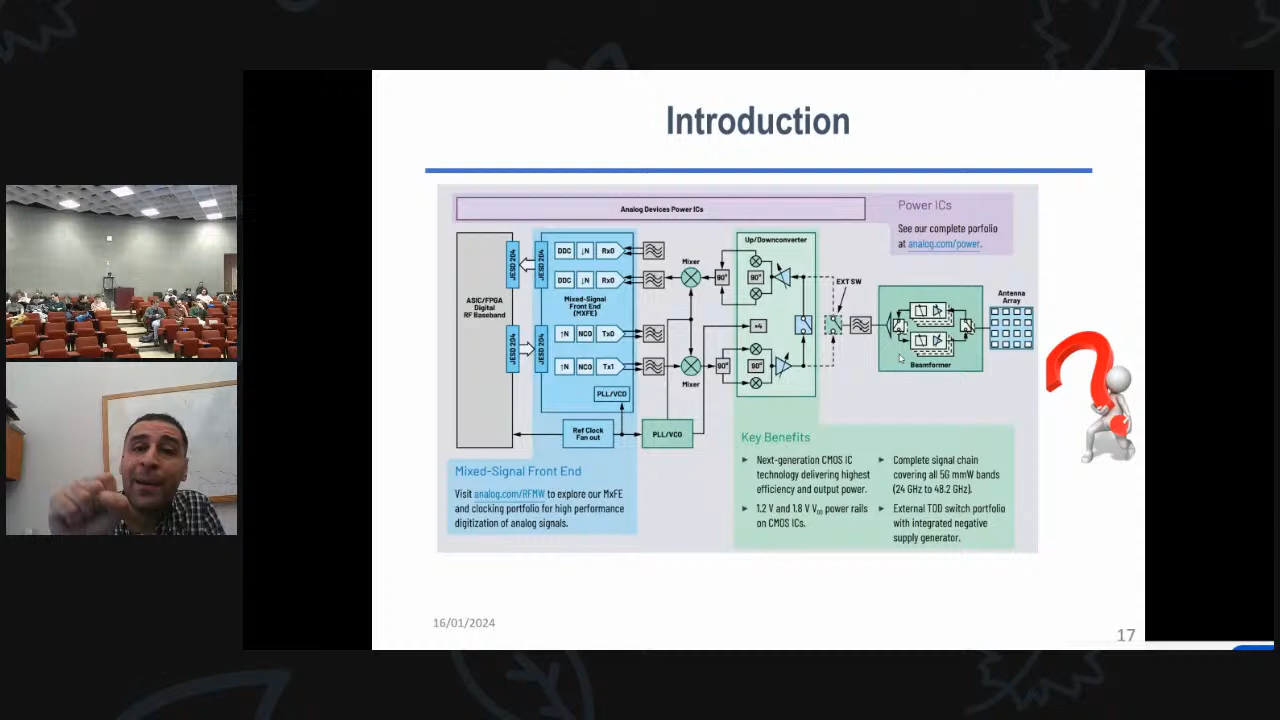 Introduction
Analog Devices Power ICs
Power ICs
See our complete porfolio
at analog.com/power.
ASIC/FPGA
Digital
RF Baseband
JESD 204
JESD 204
JESD 204
JESD 204
DDC
↓N
Rx0
DDC
↓N
Rx0
Mixed-Signal
Front End
(MXFE)
↑N
NCO
Tx0
↑N
NCO
Tx1
PLL/VCO
Ref Clock
Fan out
PLL/VCO
Mixer
Mixer
Up/Downconverter
90°
90°
x4
90°
90°
EXT SW
Beamformer
Antenna
Array
Mixed-Signal Front End
Visit analog.com/RFMW to explore our MxFE
and clocking portfolio for high performance
digitization of analog signals.
Key Benefits
► Next-generation CMOS IC
technology delivering highest
efficiency and output power.
► 1.2 V and 1.8 V VDD power rails
on CMOS ICs.
► Complete signal chain
covering all 5G mmW bands
(24 GHz to 48.2 GHz).
► External TDD switch portfolio
with integrated negative
supply generator.
16/01/2024
17